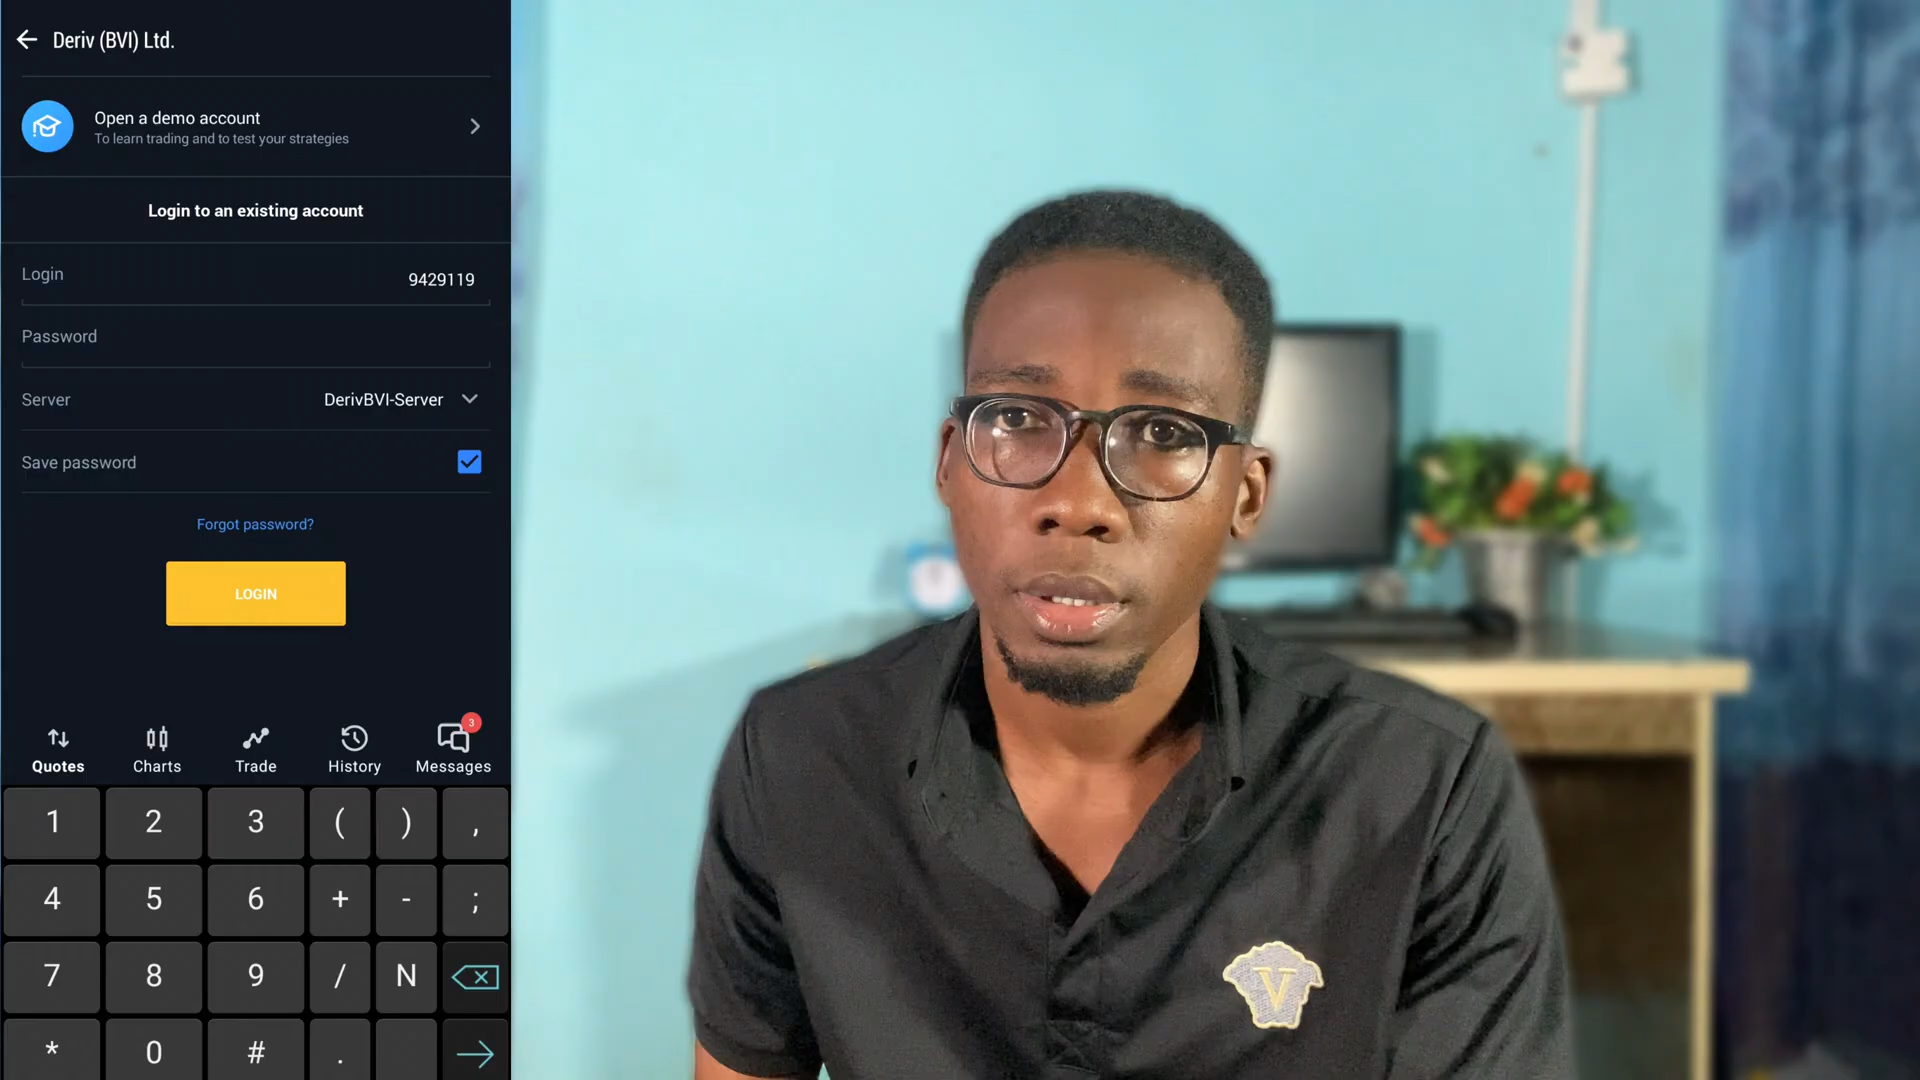 Deriv (BVI) Ltd.
Open a demo account
To learn trading and to test your strategies
Login to an existing account
Login
9429119
Password
Server
DerivBVI-Server
Save password
Forgot password?
LOGIN
3
Quotes
Charts
Trade
History
Messages
1 2 3 ( ) ,
4 5 6 + - ;
7 8 9 / N
* 0 # .
V